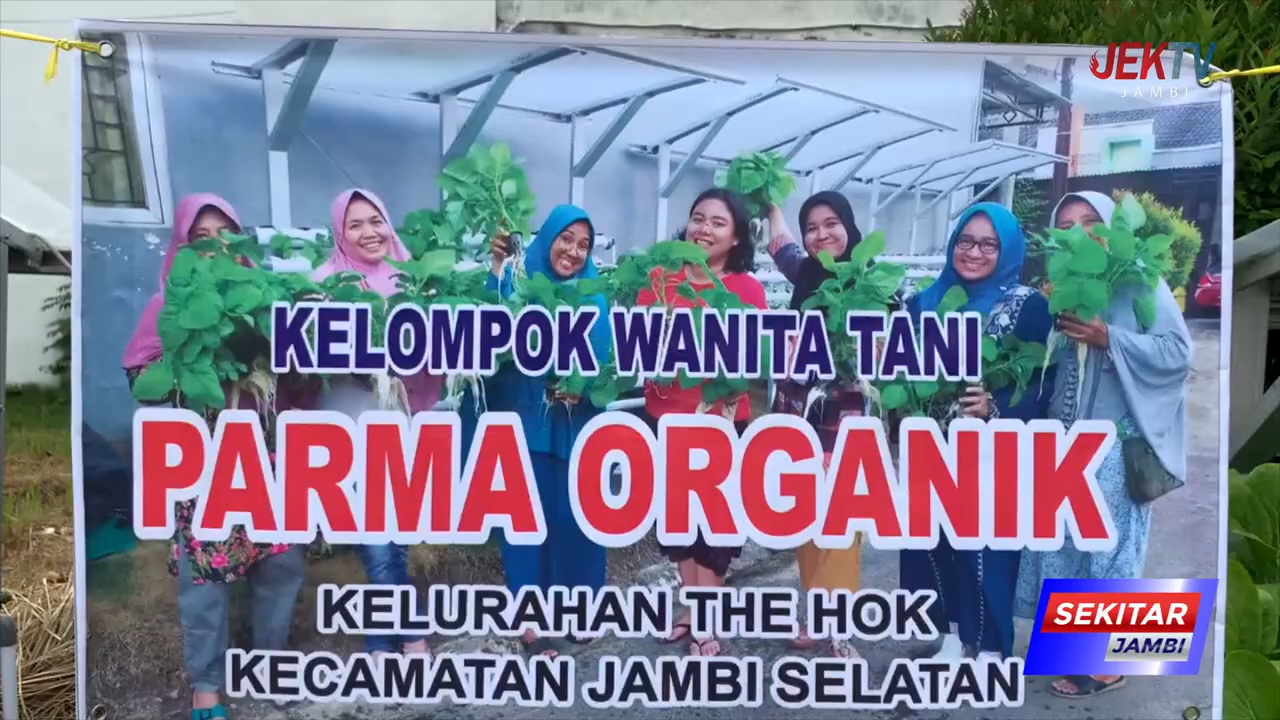 JEKTV
JAMBI
KELOMPOK WANITA TANI
PARMA ORGANIK
KELURAHAN THE HOK
KECAMATAN JAMBI SELATAN
SEKITAR
JAMBI